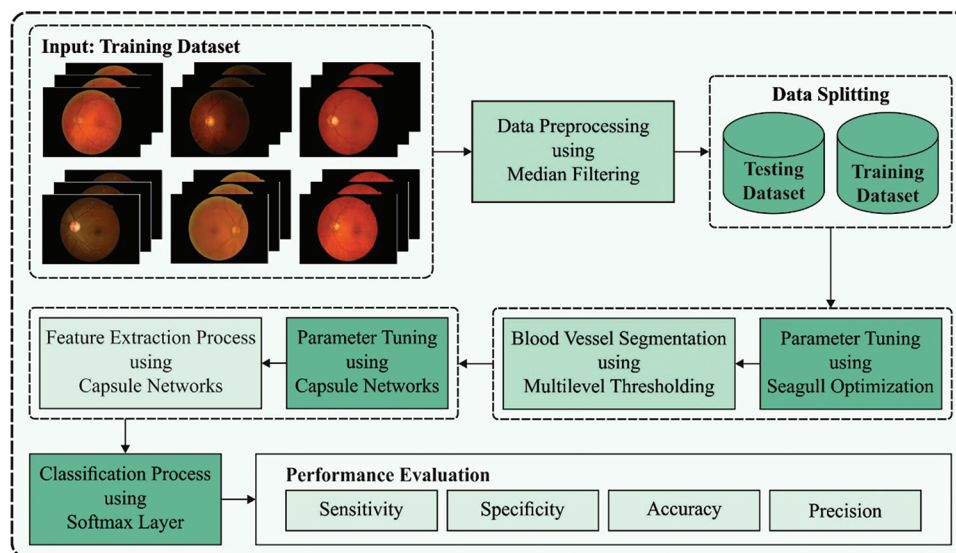 Input: Training Dataset
Data Preprocessing
using
Median Filtering
Data Splitting
Testing
Dataset
Training
Dataset
Feature Extraction Process
using
Capsule Networks
Parameter Tuning
using
Capsule Networks
Blood Vessel Segmentation
using
Multilevel Thresholding
Parameter Tuning
using
Seagull Optimization
Classification Process
using
Softmax Layer
Performance Evaluation
Sensitivity
Specificity
Accuracy
Precision